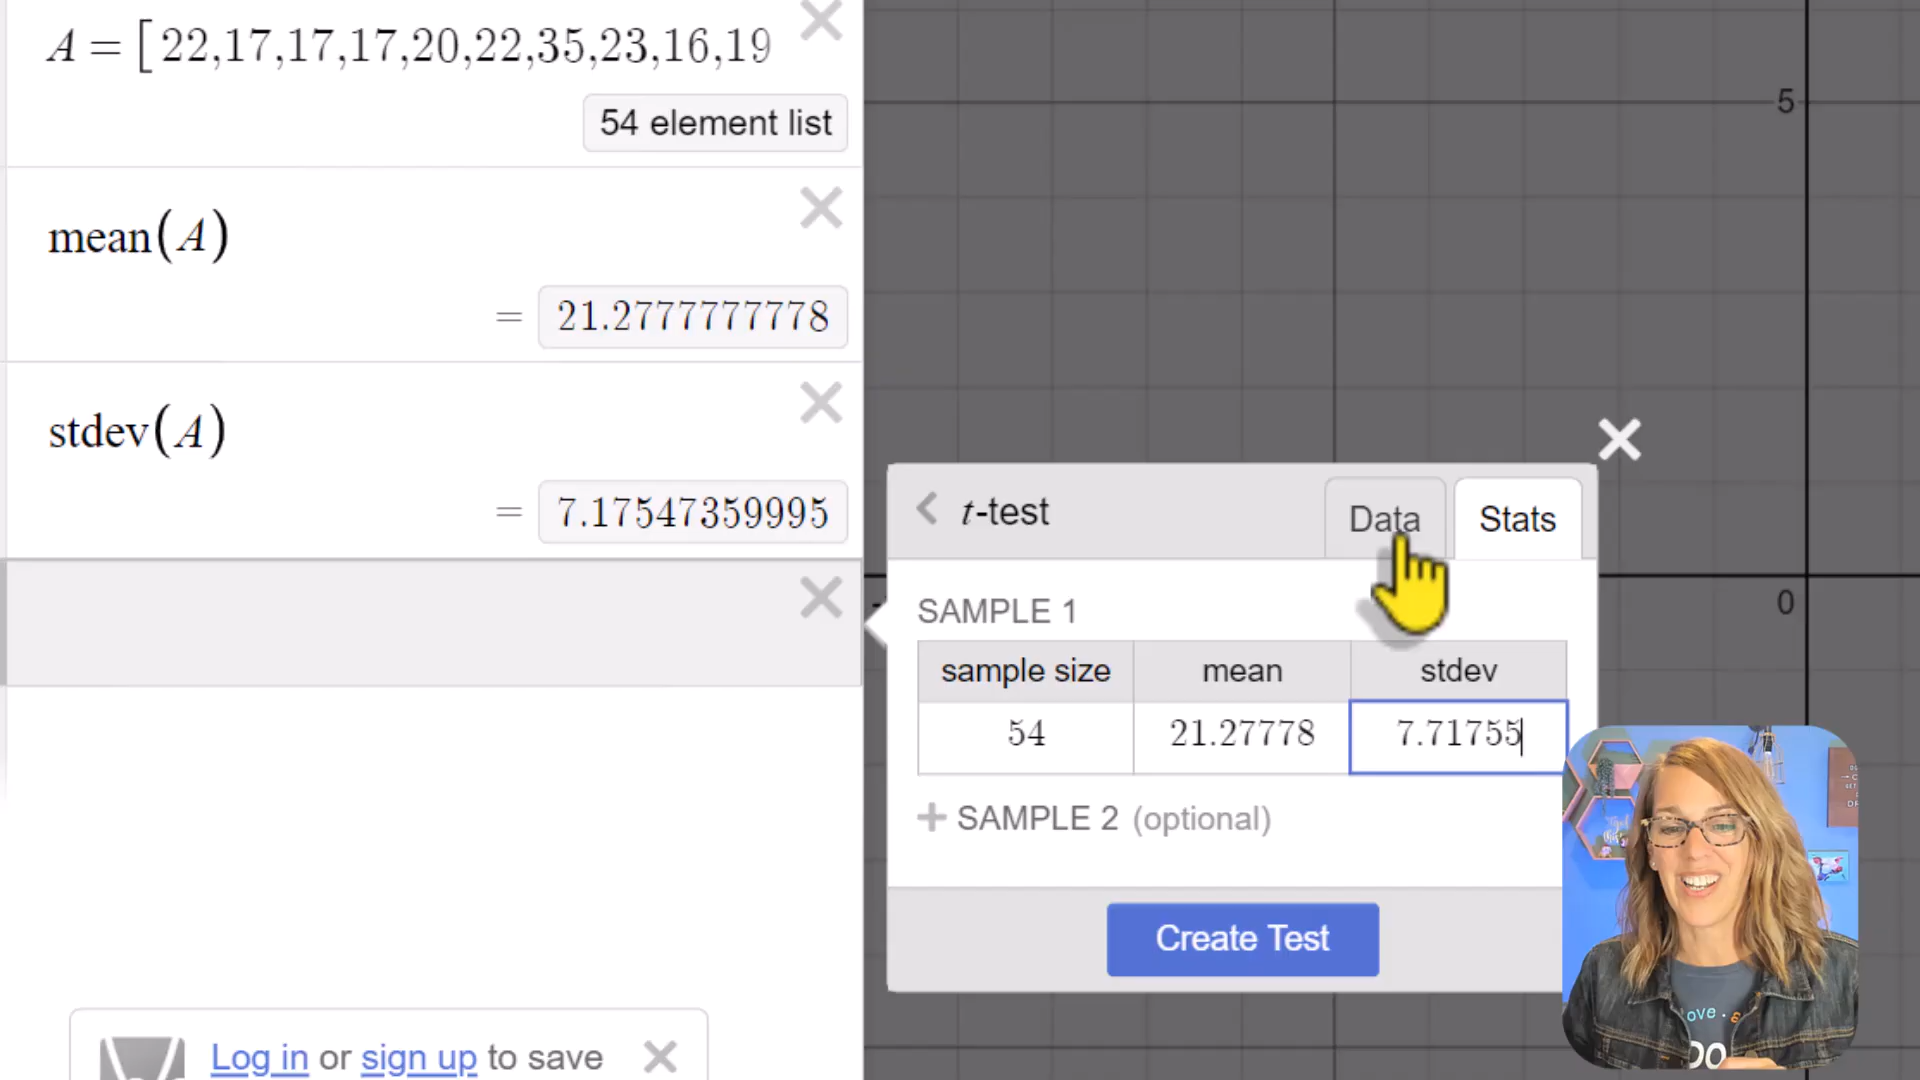 A = [22,17,17,17,20,22,35,23,16,19
54 element list
mean(A)
= 21.2777777778
stdev(A)
= 7.17547359995
5
0
t-test
Data
Stats
SAMPLE 1
sample size mean stdev
54 21.27778 7.71755
+ SAMPLE 2 (optional)
Create Test
Log in or sign up to save